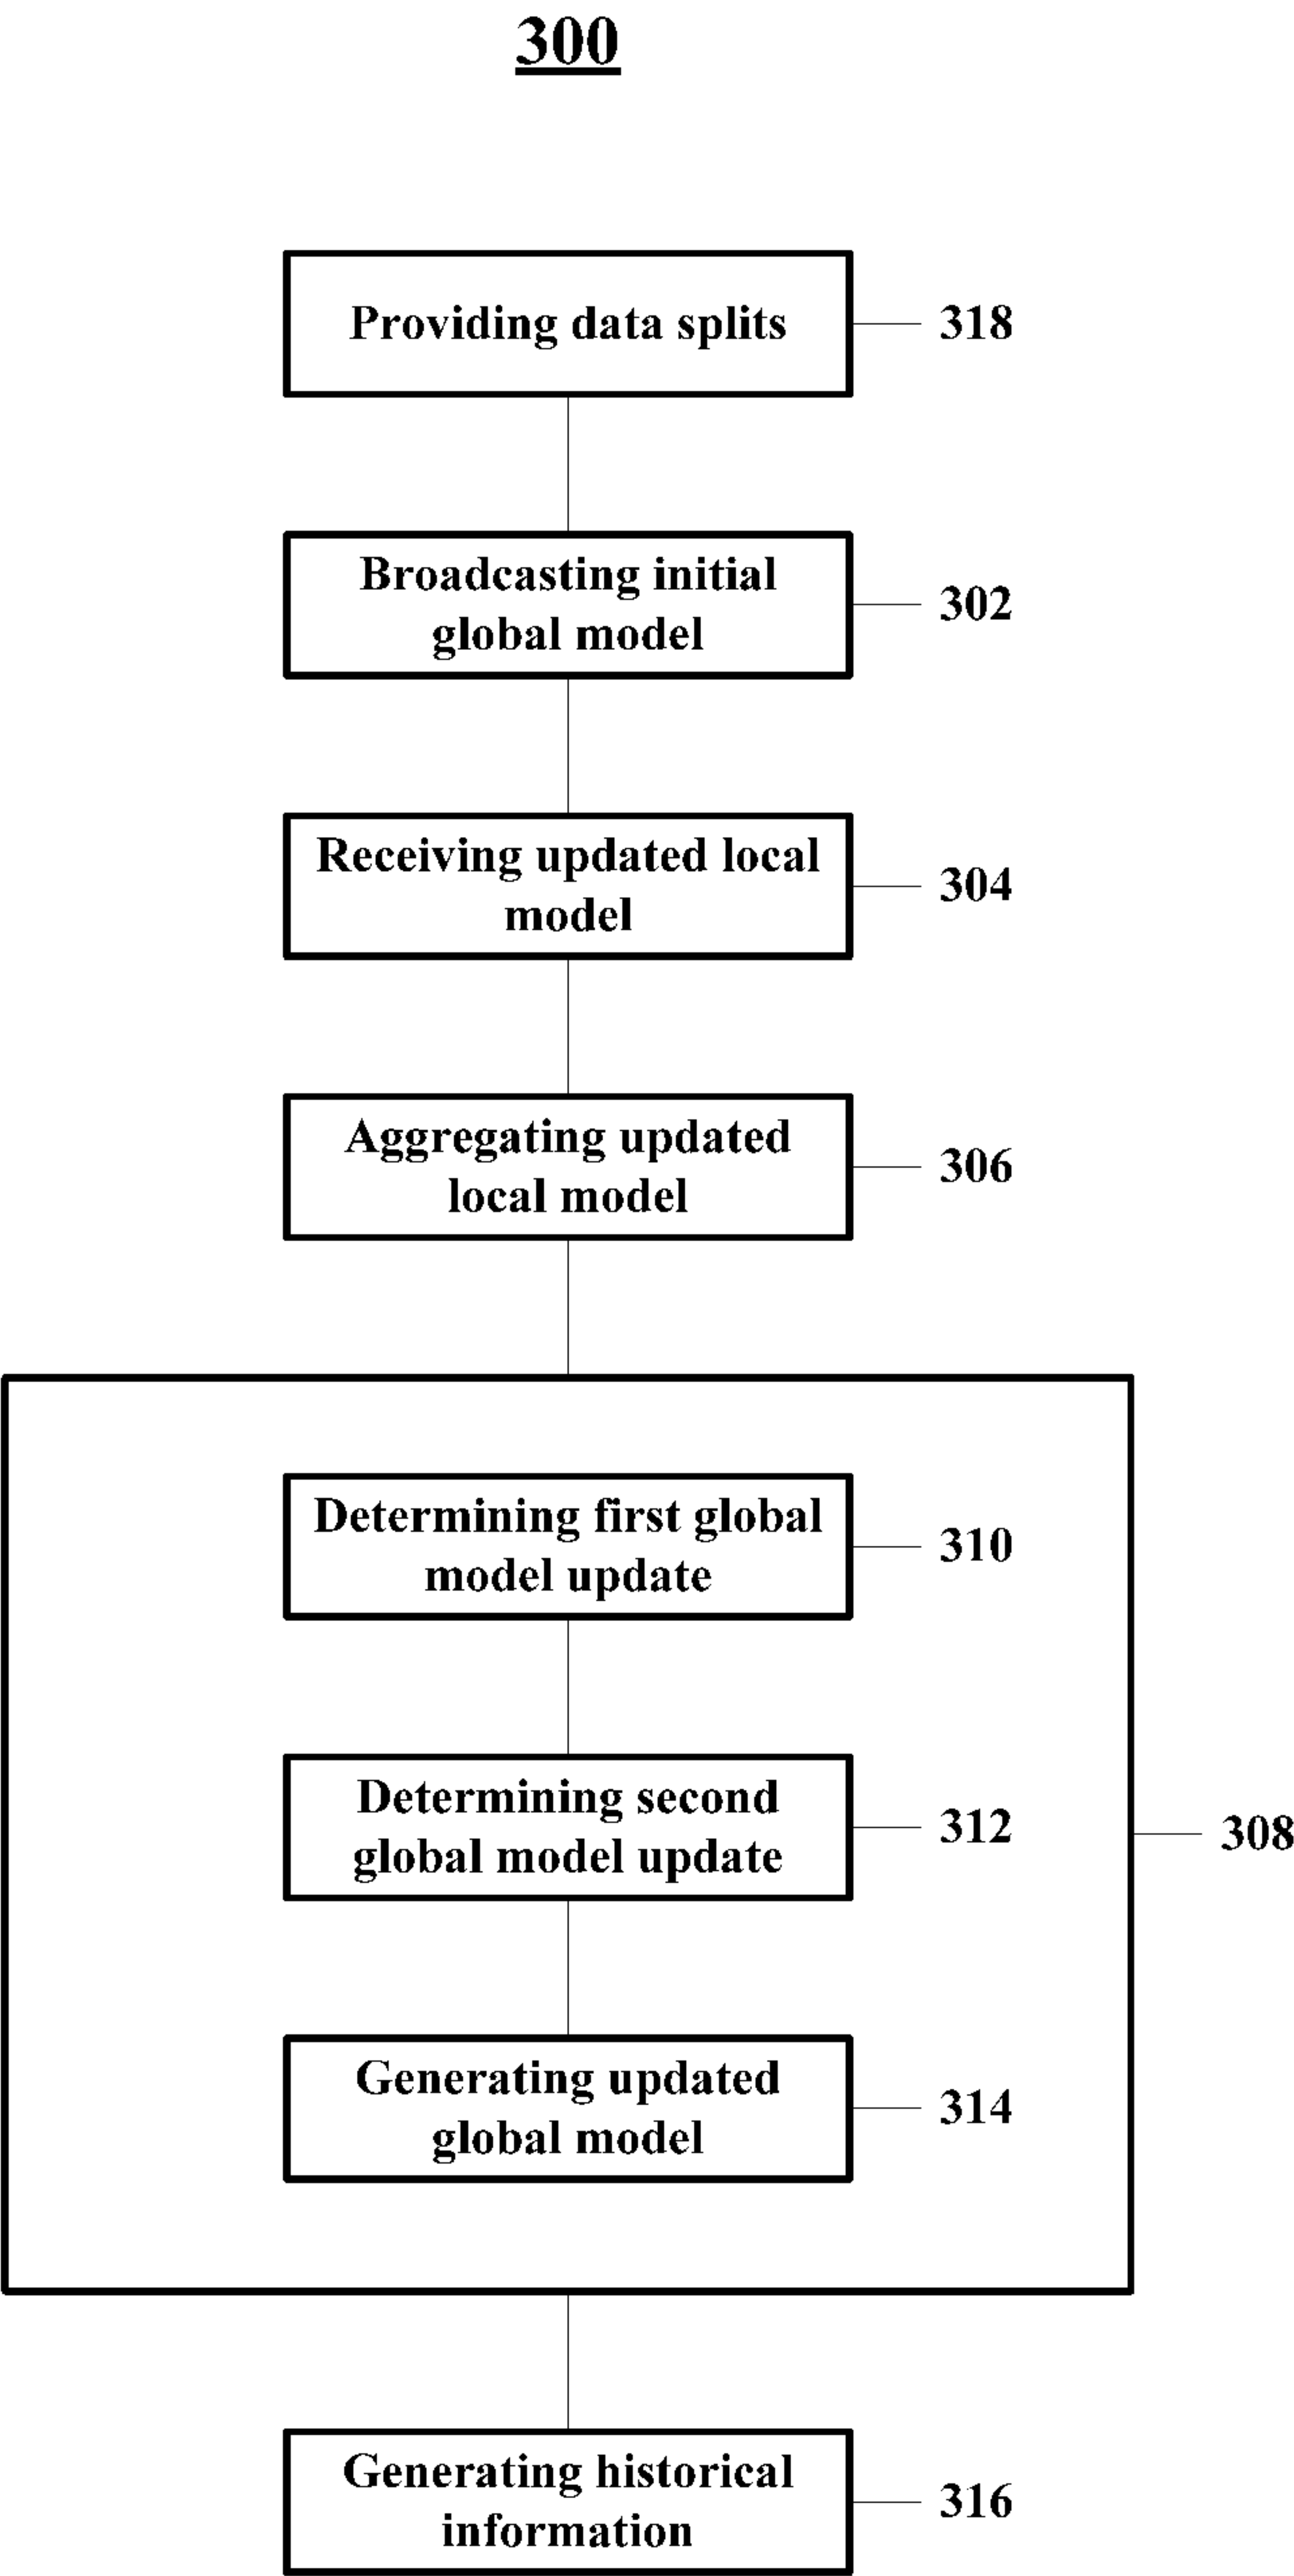 300
Providing data splits
318
Broadcasting initial
global model
302
Receiving updated local
model
304
Aggregating updated
local model
306
Determining first global
model update
310
Determining second
global model update
312
308
Generating updated
global model
314
Generating historical
information
316